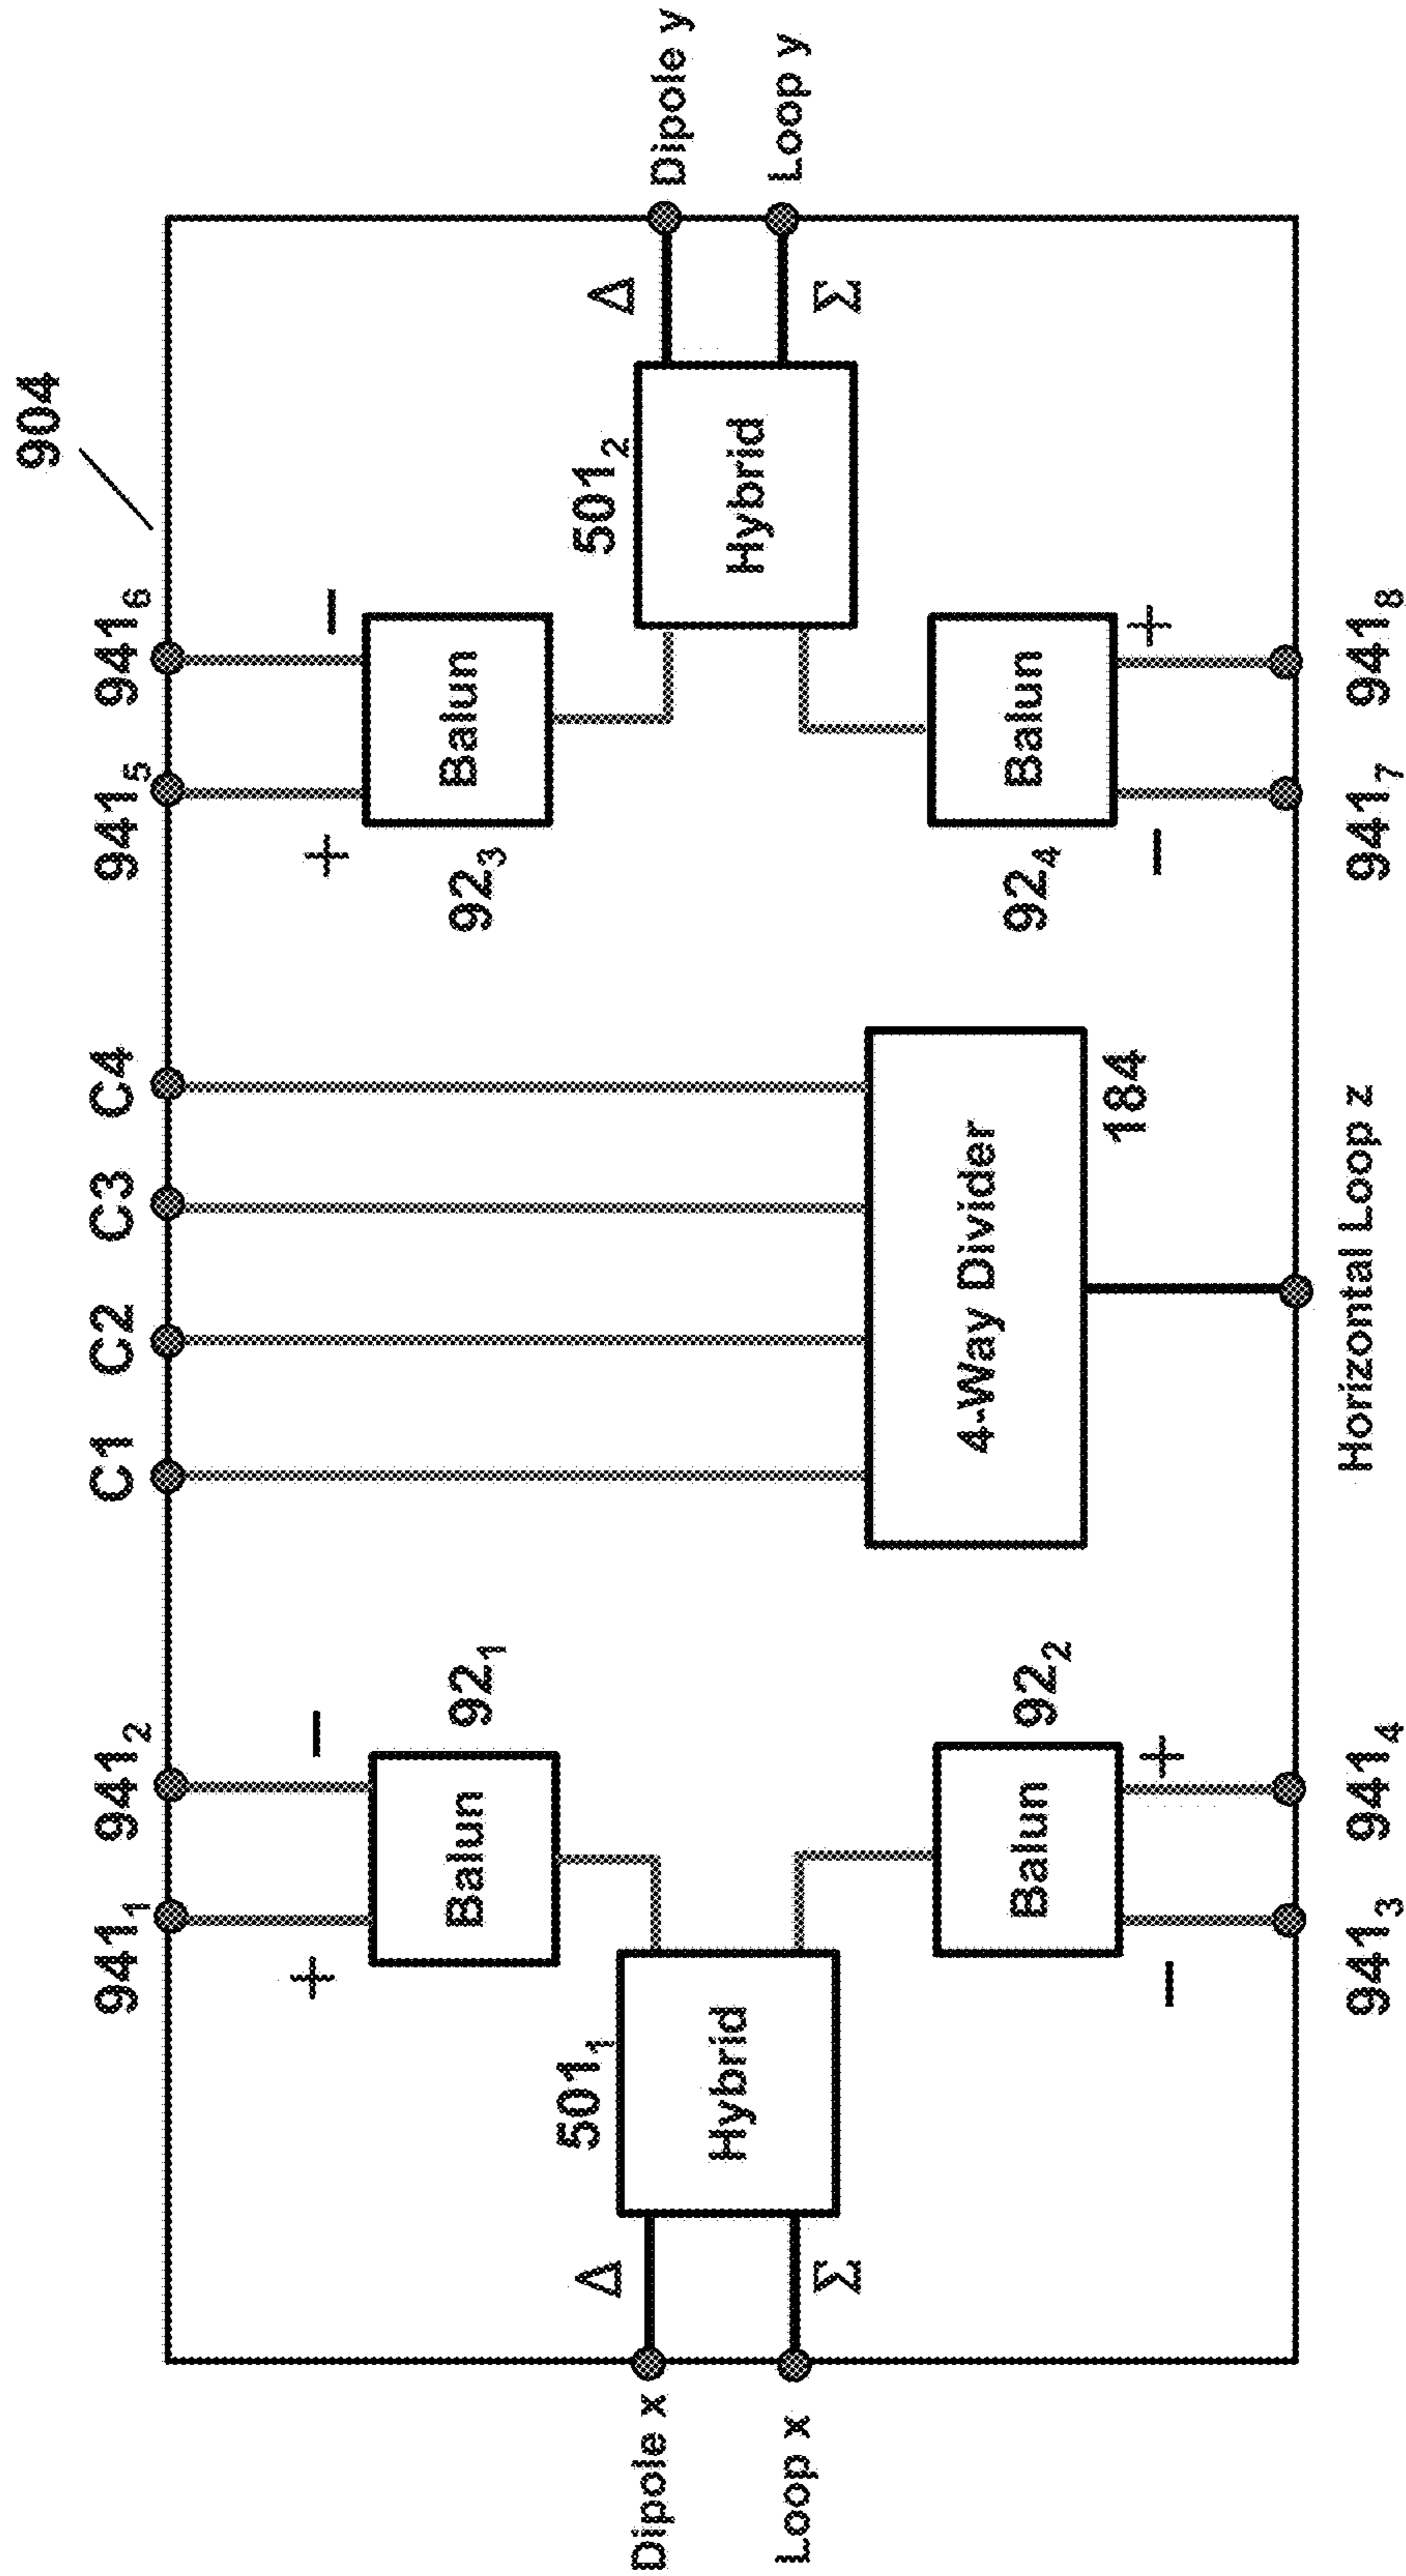 904
941₁ 941₂ C1 C2 C3 C4 941₅ 941₆
+ − + −
Balun 92₁ 92₃ Balun
501₁ 501₂
Dipole x Δ Δ Dipole y
Hybrid Hybrid
Loop x Σ Σ Loop y
4-Way Divider
Balun 92₂ 92₄ Balun
− + 184 − +
941₃ 941₄ Horizontal Loop z 941₇ 941₈